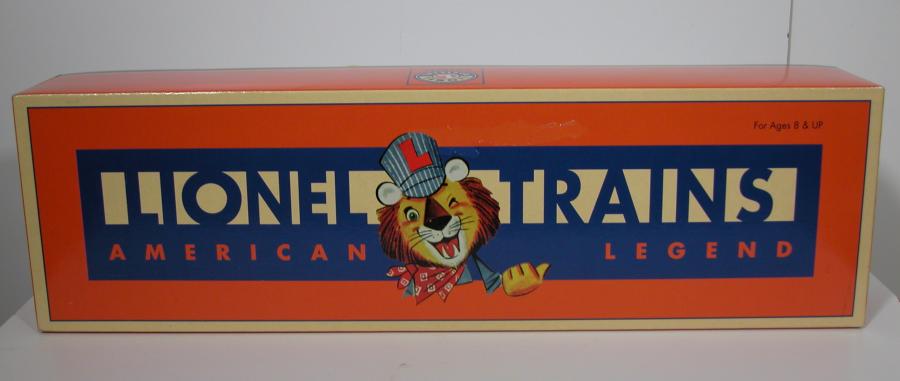 For Ages 8 & UP
LIONEL TRAINS
L
AMERICAN LEGEND